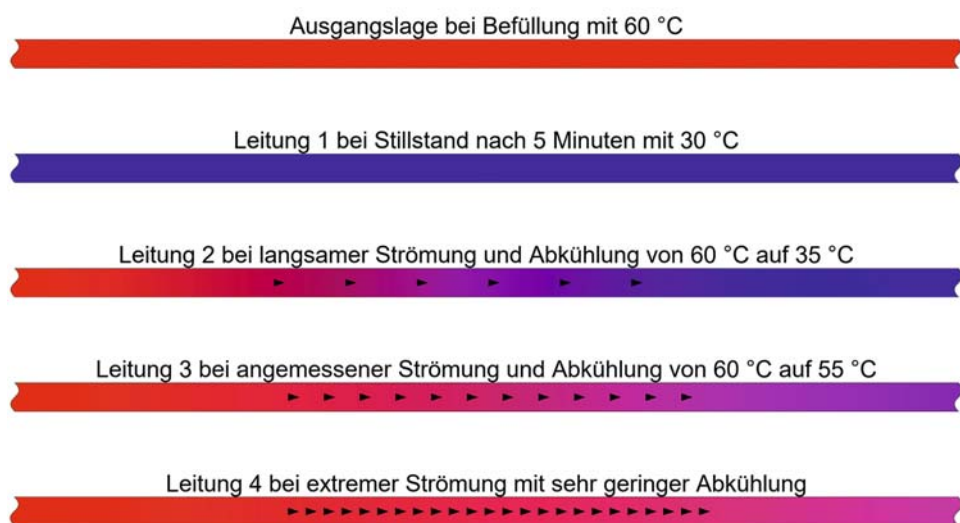 Ausgangslage bei Befüllung mit 60 °C
Leitung 1 bei Stillstand nach 5 Minuten mit 30 °C
Leitung 2 bei langsamer Strömung und Abkühlung von 60 °C auf 35 °C
Leitung 3 bei angemessener Strömung und Abkühlung von 60 °C auf 55 °C
Leitung 4 bei extremer Strömung mit sehr geringer Abkühlung